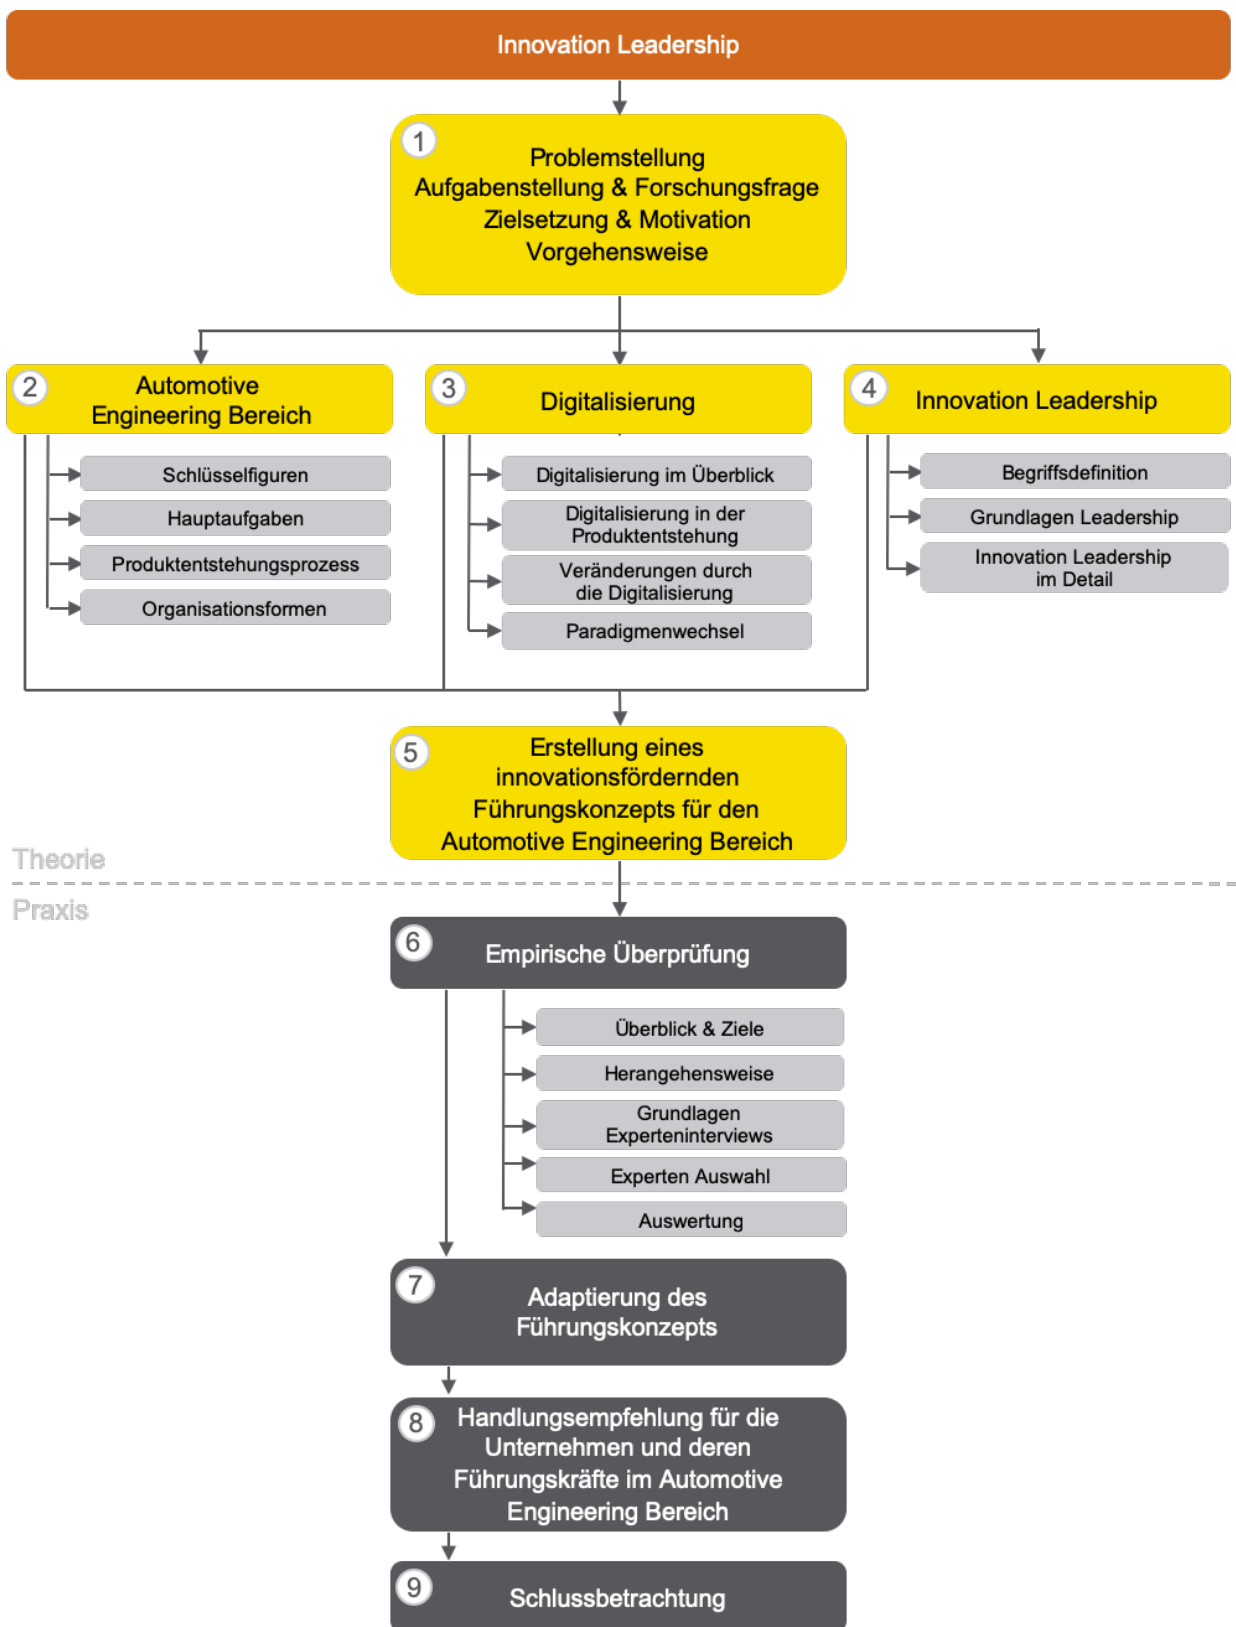 Innovation Leadership
1
Problemstellung
Aufgabenstellung & Forschungsfrage
Zielsetzung & Motivation
Vorgehensweise
2
Automotive
Engineering Bereich
Schlüsselfiguren
Hauptaufgaben
Produktentstehungsprozess
Organisationsformen
3
Digitalisierung
Digitalisierung im Überblick
Digitalisierung in der
Produktentstehung
Veränderungen durch
die Digitalisierung
Paradigmenwechsel
4
Innovation Leadership
Begriffsdefinition
Grundlagen Leadership
Innovation Leadership
im Detail
5
Erstellung eines
innovationsfördernden
Führungskonzepts für den
Automotive Engineering Bereich
Theorie
Praxis
6
Empirische Überprüfung
Überblick & Ziele
Herangehensweise
Grundlagen
Experteninterviews
Experten Auswahl
Auswertung
7
Adaptierung des
Führungskonzepts
8
Handlungsempfehlung für die
Unternehmen und deren
Führungskräfte im Automotive
Engineering Bereich
9
Schlussbetrachtung